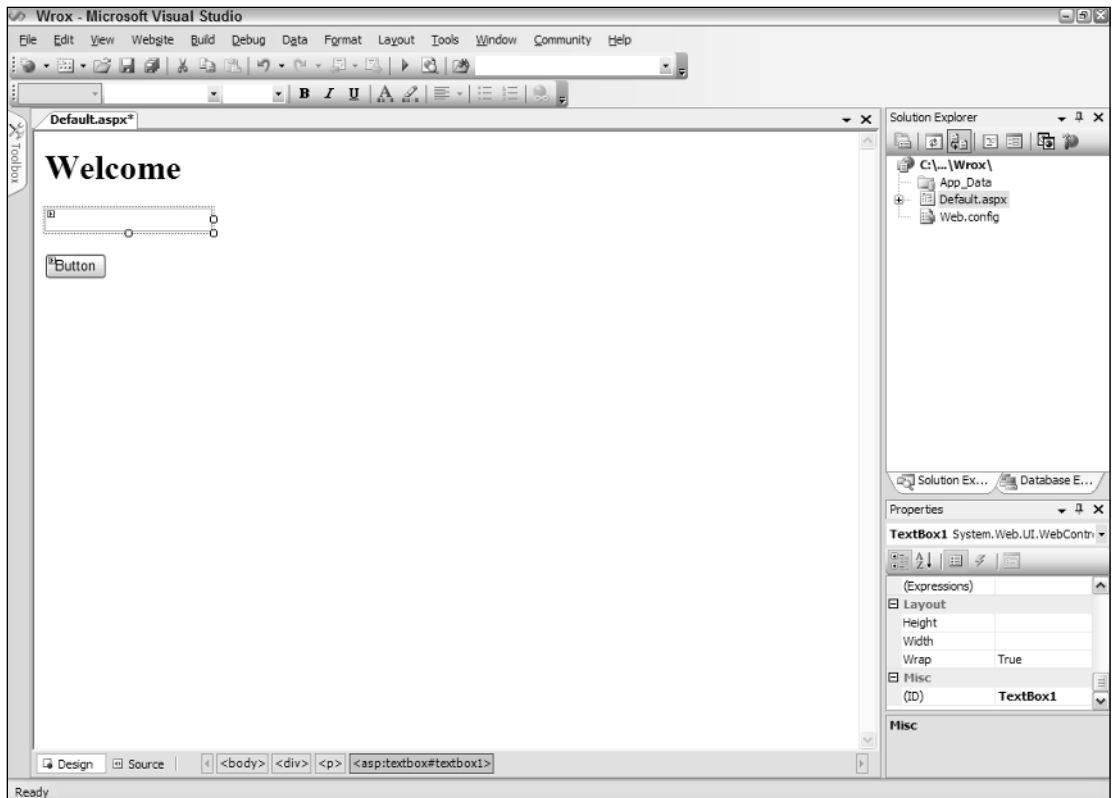 Wrox - Microsoft Visual Studio
File Edit View Website Build Debug Data Format Layout Tools Window Community Help
B I U A
Toolbox
Default.aspx*
Welcome
Button
Solution Explorer
C:\...\Wrox\
App_Data
Default.aspx
Web.config
Solution Ex... Database E...
Properties
TextBox1 System.Web.UI.WebContr
(Expressions)
Layout
Height
Width
Wrap True
Misc
(ID) TextBox1
Misc
Design Source <body> <div> <p> <asp:textbox#textbox1>
Ready